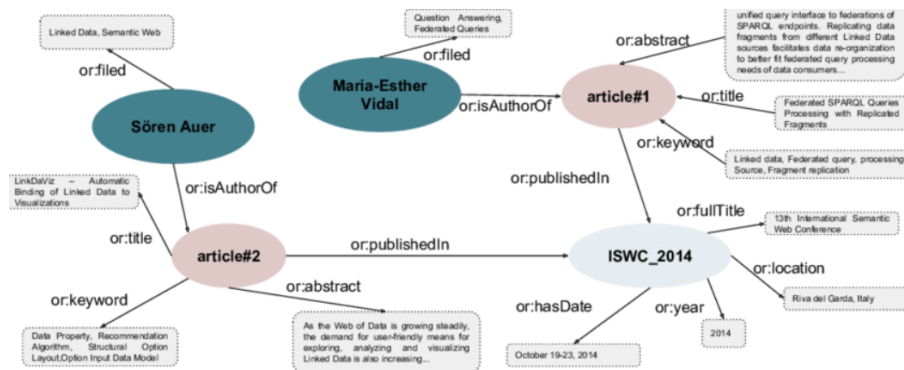 unified query interface to federations of
SPARQL endpoints. Replicating data
fragments from different Linked Data
sources facilitates data re-organization
to better fit federated query processing
needs of data consumers...
Question Answering,
Federated Queries
Linked Data, Semantic Web
or:filed
or:filed
or:abstract
Maria-Esther
Vidal
or:isAuthorOf
article#1
or:title
Federated SPARQL Queries
Processing with Replicated
Fragments
Sören Auer
or:keyword
Linked data, Federated query, processing
Source, Fragment replication
LinkDaViz – Automatic
Binding of Linked Data to
Visualizations
or:isAuthorOf
or:publishedIn
or:fullTitle
13th International Semantic
Web Conference
or:title
article#2
or:publishedIn
ISWC_2014
or:location
Riva del Garda, Italy
or:keyword
or:abstract
or:hasDate
or:year
Data Property, Recommendation
Algorithm, Structural Option
Layout,Option Input Data Model
As the Web of Data is growing steadily,
the demand for user-friendly means for
exploring, analyzing and visualizing
Linked Data is also increasing...
October 19-23, 2014
2014